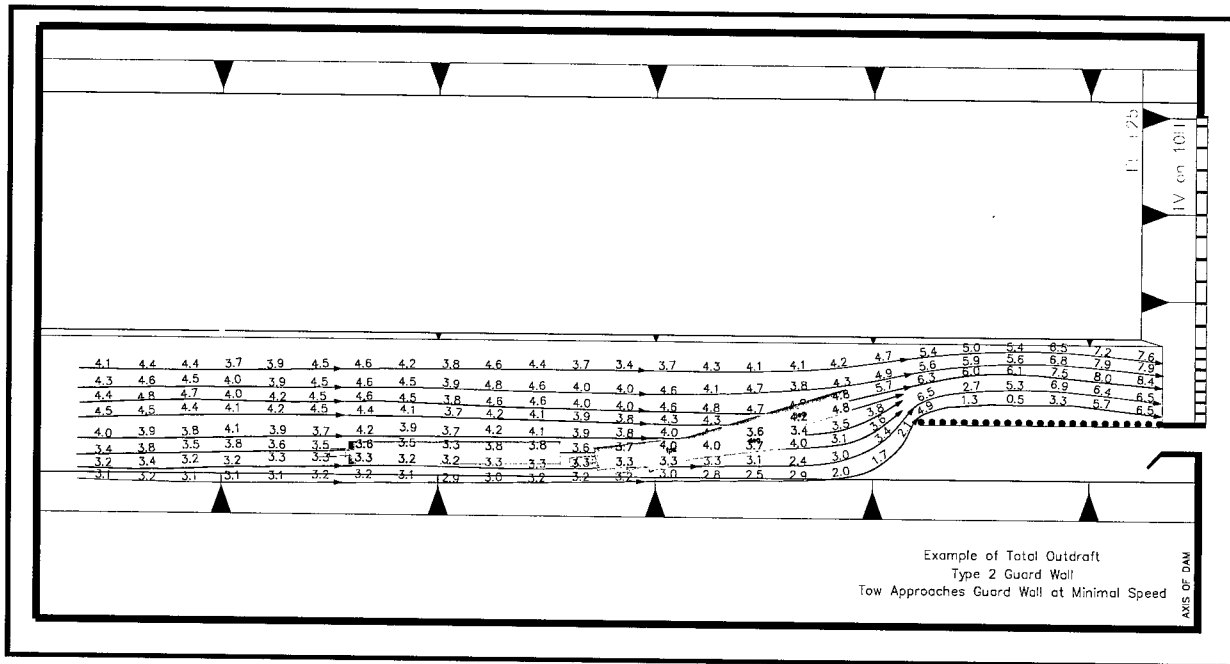 EL -25
1V on 10H
4.1 4.4 4.4 3.7 3.9 4.5 4.6 4.2 3.8 4.6 4.4 3.7 3.4 3.7 4.3 4.1 4.1 4.2 4.7 5.4 5.0 5.4 6.5 7.2 7.6
4.3 4.6 4.5 4.0 3.9 4.5 4.6 4.5 3.9 4.8 4.6 4.0 4.0 4.6 4.1 4.7 3.8 4.3 4.9 5.6 5.9 5.6 6.8 7.9 7.9
4.4 4.8 4.7 4.0 4.2 4.5 4.6 4.5 3.8 4.6 4.6 4.0 4.0 4.6 4.8 4.7 4.8 4.8 5.7 6.3 6.0 6.1 7.5 8.0 8.4
4.5 4.5 4.4 4.1 4.2 4.5 4.4 4.1 3.7 4.2 4.1 3.9 3.8 4.3 4.3 4.8 3.8 6.5 2.7 5.3 6.9 6.4 6.5
4.0 3.9 3.8 4.1 3.9 3.7 4.2 3.9 3.7 4.2 4.1 3.9 3.8 4.0 3.6 3.4 3.5 3.6 4.9 1.3 0.5 3.3 5.7 6.5
3.4 3.8 3.5 3.8 3.6 3.5 3.6 3.5 3.3 3.8 3.8 3.6 3.7 4.0 4.0 3.7 4.0 3.1 3.4 2.1
3.2 3.4 3.2 3.2 3.3 3.3 3.3 3.2 3.2 3.3 3.3 3.3 3.3 3.3 3.3 3.1 2.4 3.0 1.7
3.1 3.2 3.1 3.1 3.1 3.2 3.2 3.1 2.9 3.0 3.2 3.2 3.2 3.0 2.8 2.5 2.9 2.0
Example of Total Outdraft
Type 2 Guard Wall
Tow Approaches Guard Wall at Minimal Speed
AXIS OF DAM